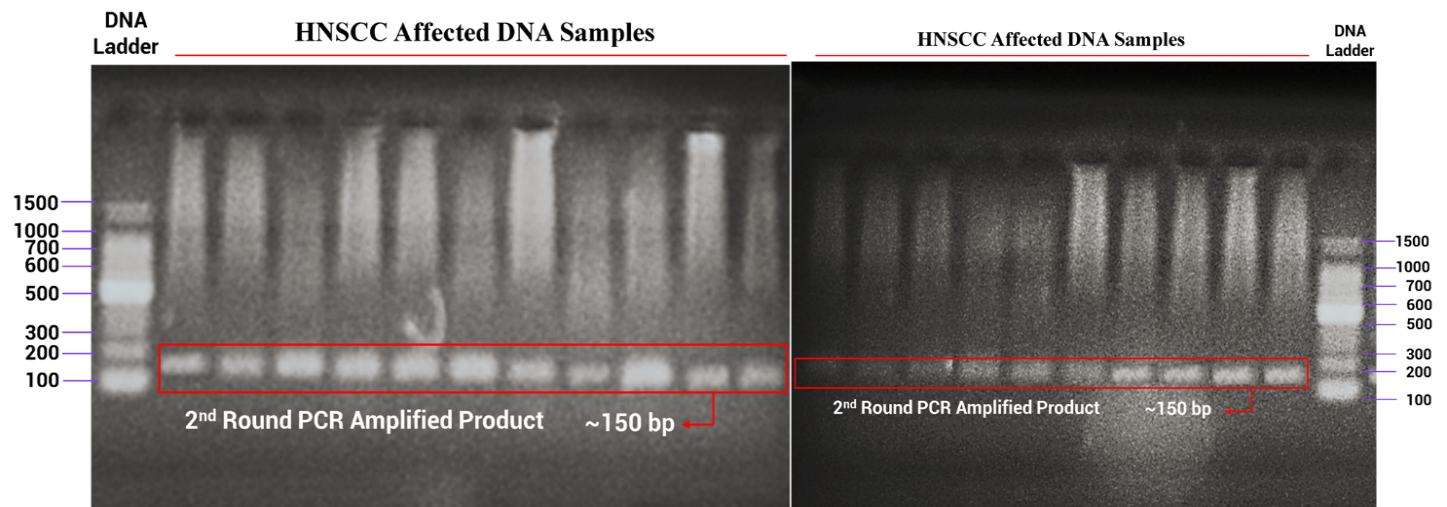 DNA
Ladder
HNSCC Affected DNA Samples
1500
1000
700
600
500
300
200
100
2nd Round PCR Amplified Product
~150 bp
HNSCC Affected DNA Samples
DNA
Ladder
1500
1000
700
600
500
300
200
100
2nd Round PCR Amplified Product
~150 bp